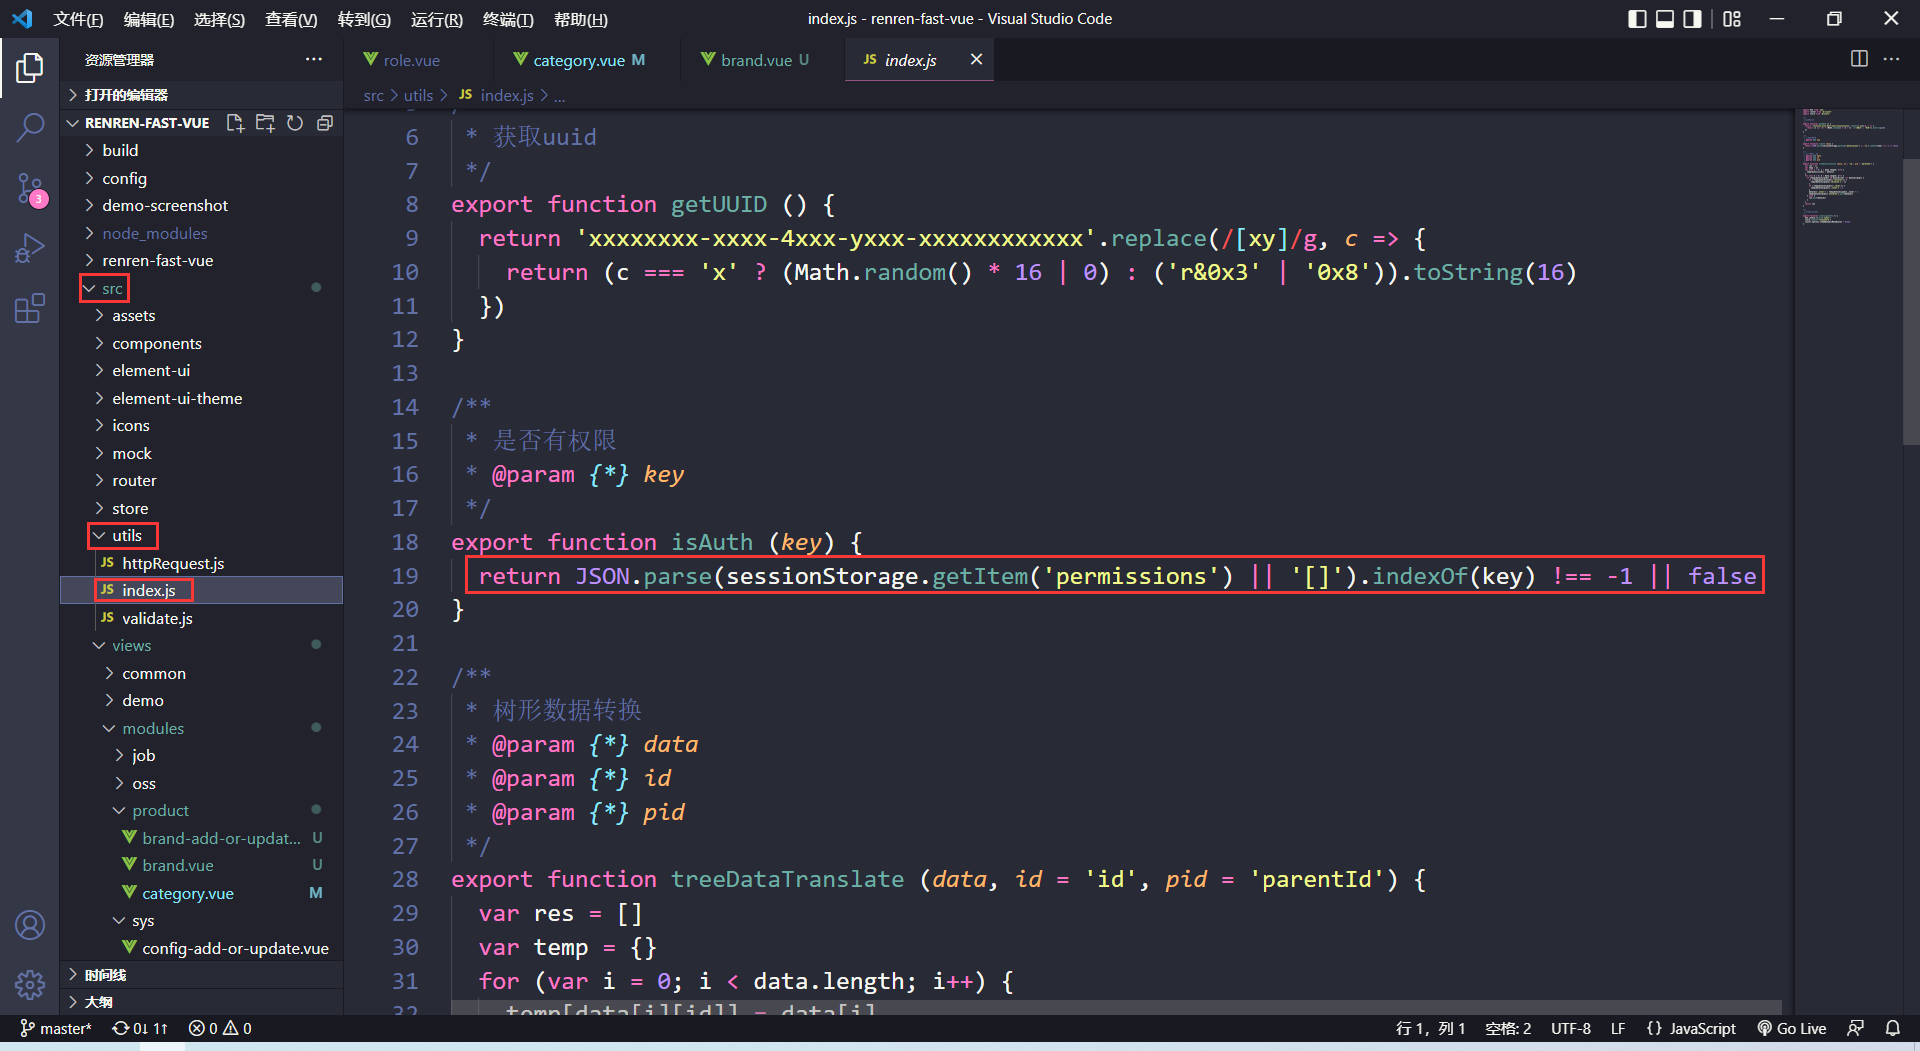 文件(F) 编辑(E) 选择(S) 查看(V) 转到(G) 运行(R) 终端(T) 帮助(H)
index.js - renren-fast-vue - Visual Studio Code
资源管理器 ...
role.vue
category.vue M
brand.vue U
JS index.js
打开的编辑器
src > utils > JS index.js > ...
RENREN-FAST-VUE
build
config
demo-screenshot
node_modules
renren-fast-vue
src
assets
components
element-ui
element-ui-theme
icons
mock
router
store
utils
JS httpRequest.js
JS index.js
JS validate.js
views
common
demo
modules
job
oss
product
brand-add-or-updat... U
brand.vue U
category.vue M
sys
config-add-or-update.vue
时间线
大纲
3
6 * 获取uuid
7 */
8 export function getUUID () {
9 return 'xxxxxxxx-xxxx-4xxx-yxxx-xxxxxxxxxxxx'.replace(/[xy]/g, c => {
10 return (c === 'x' ? (Math.random() * 16 | 0) : ('r&0x3' | '0x8')).toString(16)
11 })
12 }
13
14 /**
15 * 是否有权限
16 * @param {*} key
17 */
18 export function isAuth (key) {
19 return JSON.parse(sessionStorage.getItem('permissions') || '[]').indexOf(key) !== -1 || false
20 }
21
22 /**
23 * 树形数据转换
24 * @param {*} data
25 * @param {*} id
26 * @param {*} pid
27 */
28 export function treeDataTranslate (data, id = 'id', pid = 'parentId') {
29 var res = []
30 var temp = {}
31 for (var i = 0; i < data.length; i++) {
32 temp[data[i][id]] = data[i]
master* 0↓ 1↑ 0 0
行 1，列 1 空格: 2 UTF-8 LF {} JavaScript Go Live